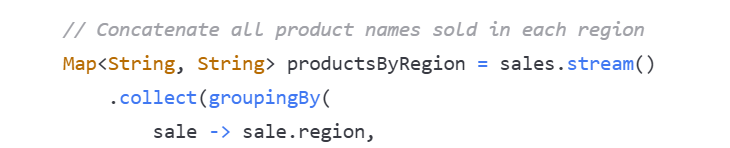 // Concatenate all product names sold in each region
Map<String, String> productsByRegion = sales.stream()
    .collect(groupingBy(
        sale -> sale.region,